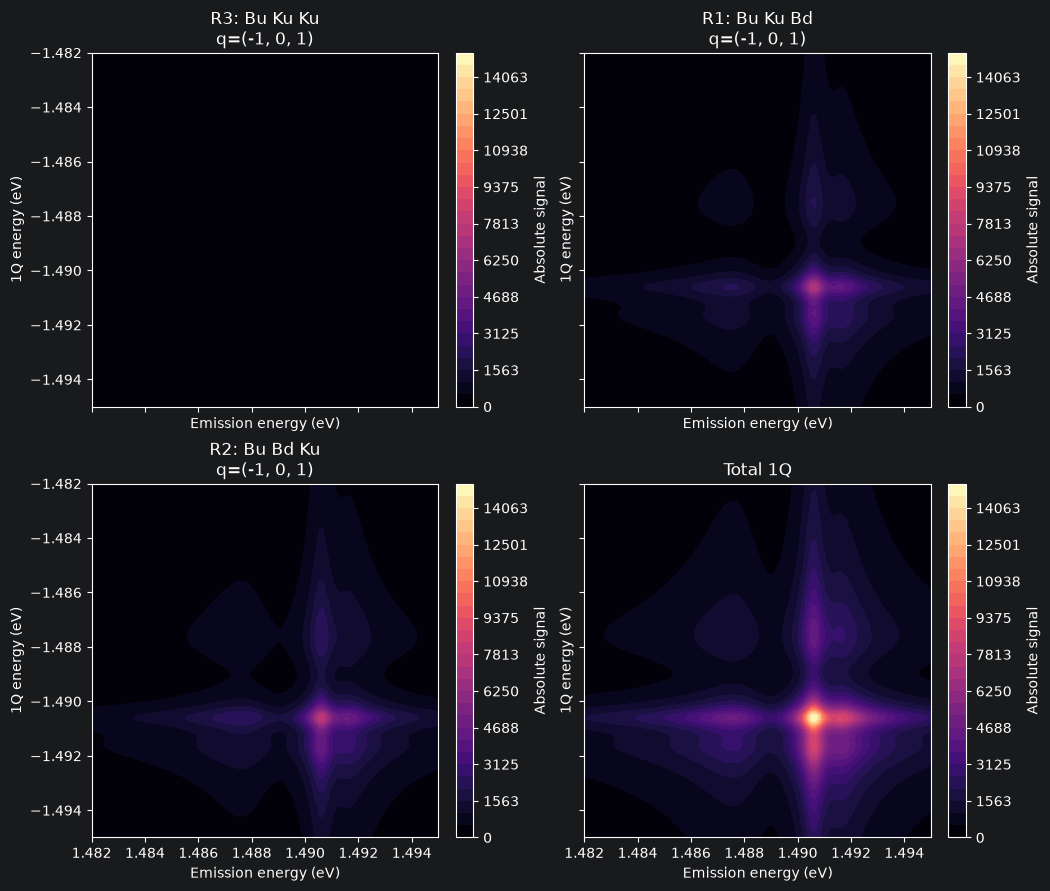 R3: Bu Ku Ku
q=(-1, 0, 1)
−1.482
−1.484
−1.486
−1.488
−1.490
−1.492
−1.494
1Q energy (eV)
Emission energy (eV)
14063
12501
10938
9375
7813
6250
4688
3125
1563
0
Absolute signal
R1: Bu Ku Bd
q=(-1, 0, 1)
1Q energy (eV)
Emission energy (eV)
14063
12501
10938
9375
7813
6250
4688
3125
1563
0
Absolute signal
R2: Bu Bd Ku
q=(-1, 0, 1)
−1.482
−1.484
−1.486
−1.488
−1.490
−1.492
−1.494
1Q energy (eV)
1.482 1.484 1.486 1.488 1.490 1.492 1.494
Emission energy (eV)
14063
12501
10938
9375
7813
6250
4688
3125
1563
0
Absolute signal
Total 1Q
1Q energy (eV)
1.482 1.484 1.486 1.488 1.490 1.492 1.494
Emission energy (eV)
14063
12501
10938
9375
7813
6250
4688
3125
1563
0
Absolute signal